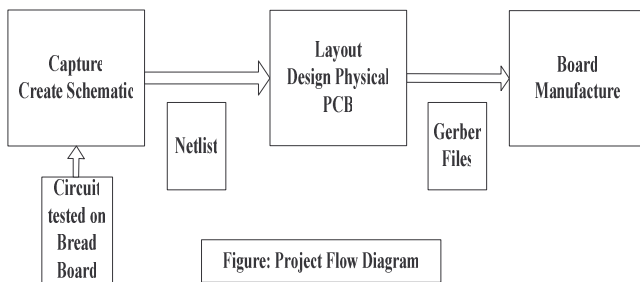 Capture
Create Schematic
Layout
Design Physical
PCB
Board
Manufacture
Netlist
Gerber
Files
Circuit
tested on
Bread
Board
Figure: Project Flow Diagram